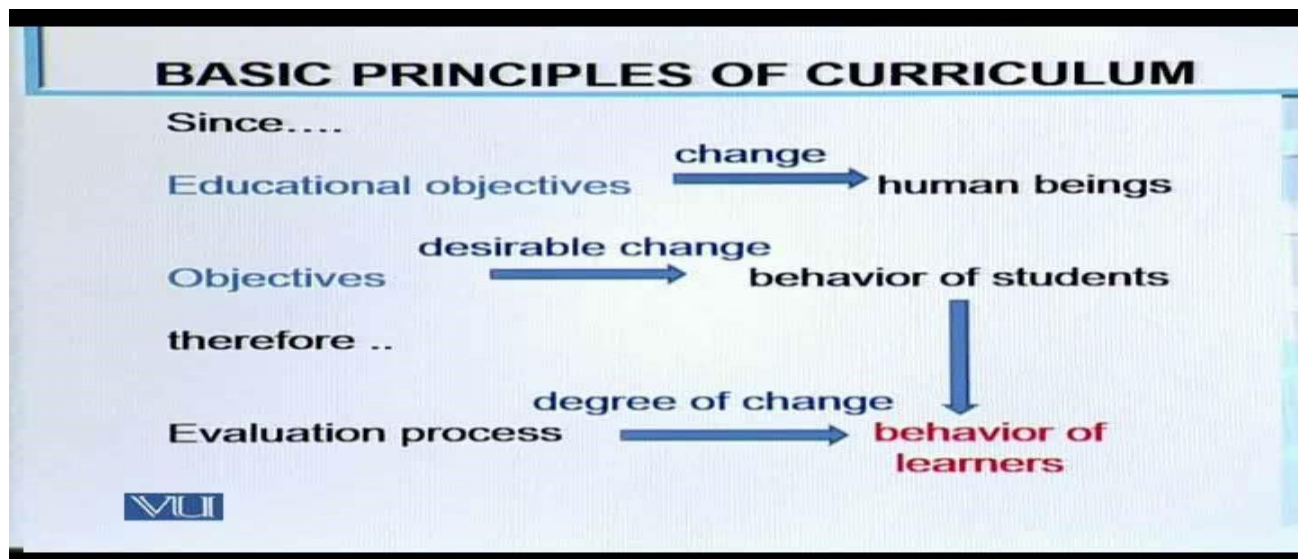 BASIC PRINCIPLES OF CURRICULUM
Since....
change
Educational objectives human beings
desirable change
Objectives behavior of students
therefore ..
degree of change
Evaluation process behavior of
learners
VU